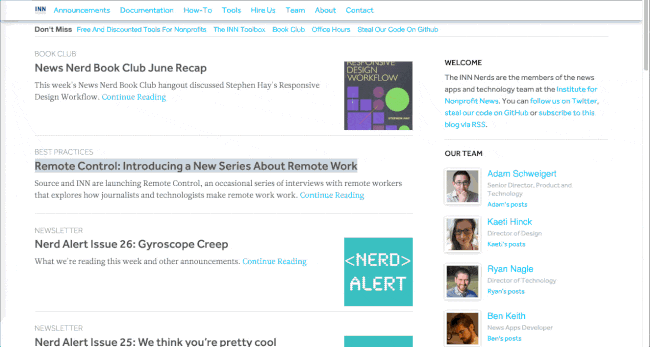 INN Announcements Documentation How-To Tools Hire Us Team About Contact
Don't Miss Free And Discounted Tools For Nonprofits The INN Toolbox Book Club Office Hours Steal Our Code On Github
BOOK CLUB
News Nerd Book Club June Recap
This week's News Nerd Book Club hangout discussed Stephen Hay's Responsive
Design Workflow. Continue Reading
RESPONSIVE
DESIGN
WORKFLOW
BEST PRACTICES
Remote Control: Introducing a New Series About Remote Work
Source and INN are launching Remote Control, an occasional series of interviews with remote workers
that explores how journalists and technologists make remote work work. Continue Reading
NEWSLETTER
Nerd Alert Issue 26: Gyroscope Creep
What we're reading this week and other announcements. Continue Reading
<NERD>
ALERT
NEWSLETTER
Nerd Alert Issue 25: We think you're pretty cool
WELCOME
The INN Nerds are the members of the news
apps and technology team at the Institute for
Nonprofit News. You can follow us on Twitter,
steal our code on GitHub or subscribe to this
blog via RSS.
OUR TEAM
Adam Schweigert
Senior Director, Product and
Technology
Adam's posts
Kaeti Hinck
Director of Design
Kaeti's posts
Ryan Nagle
Director of Technology
Ryan's posts
Ben Keith
News Apps Developer
Ben's posts